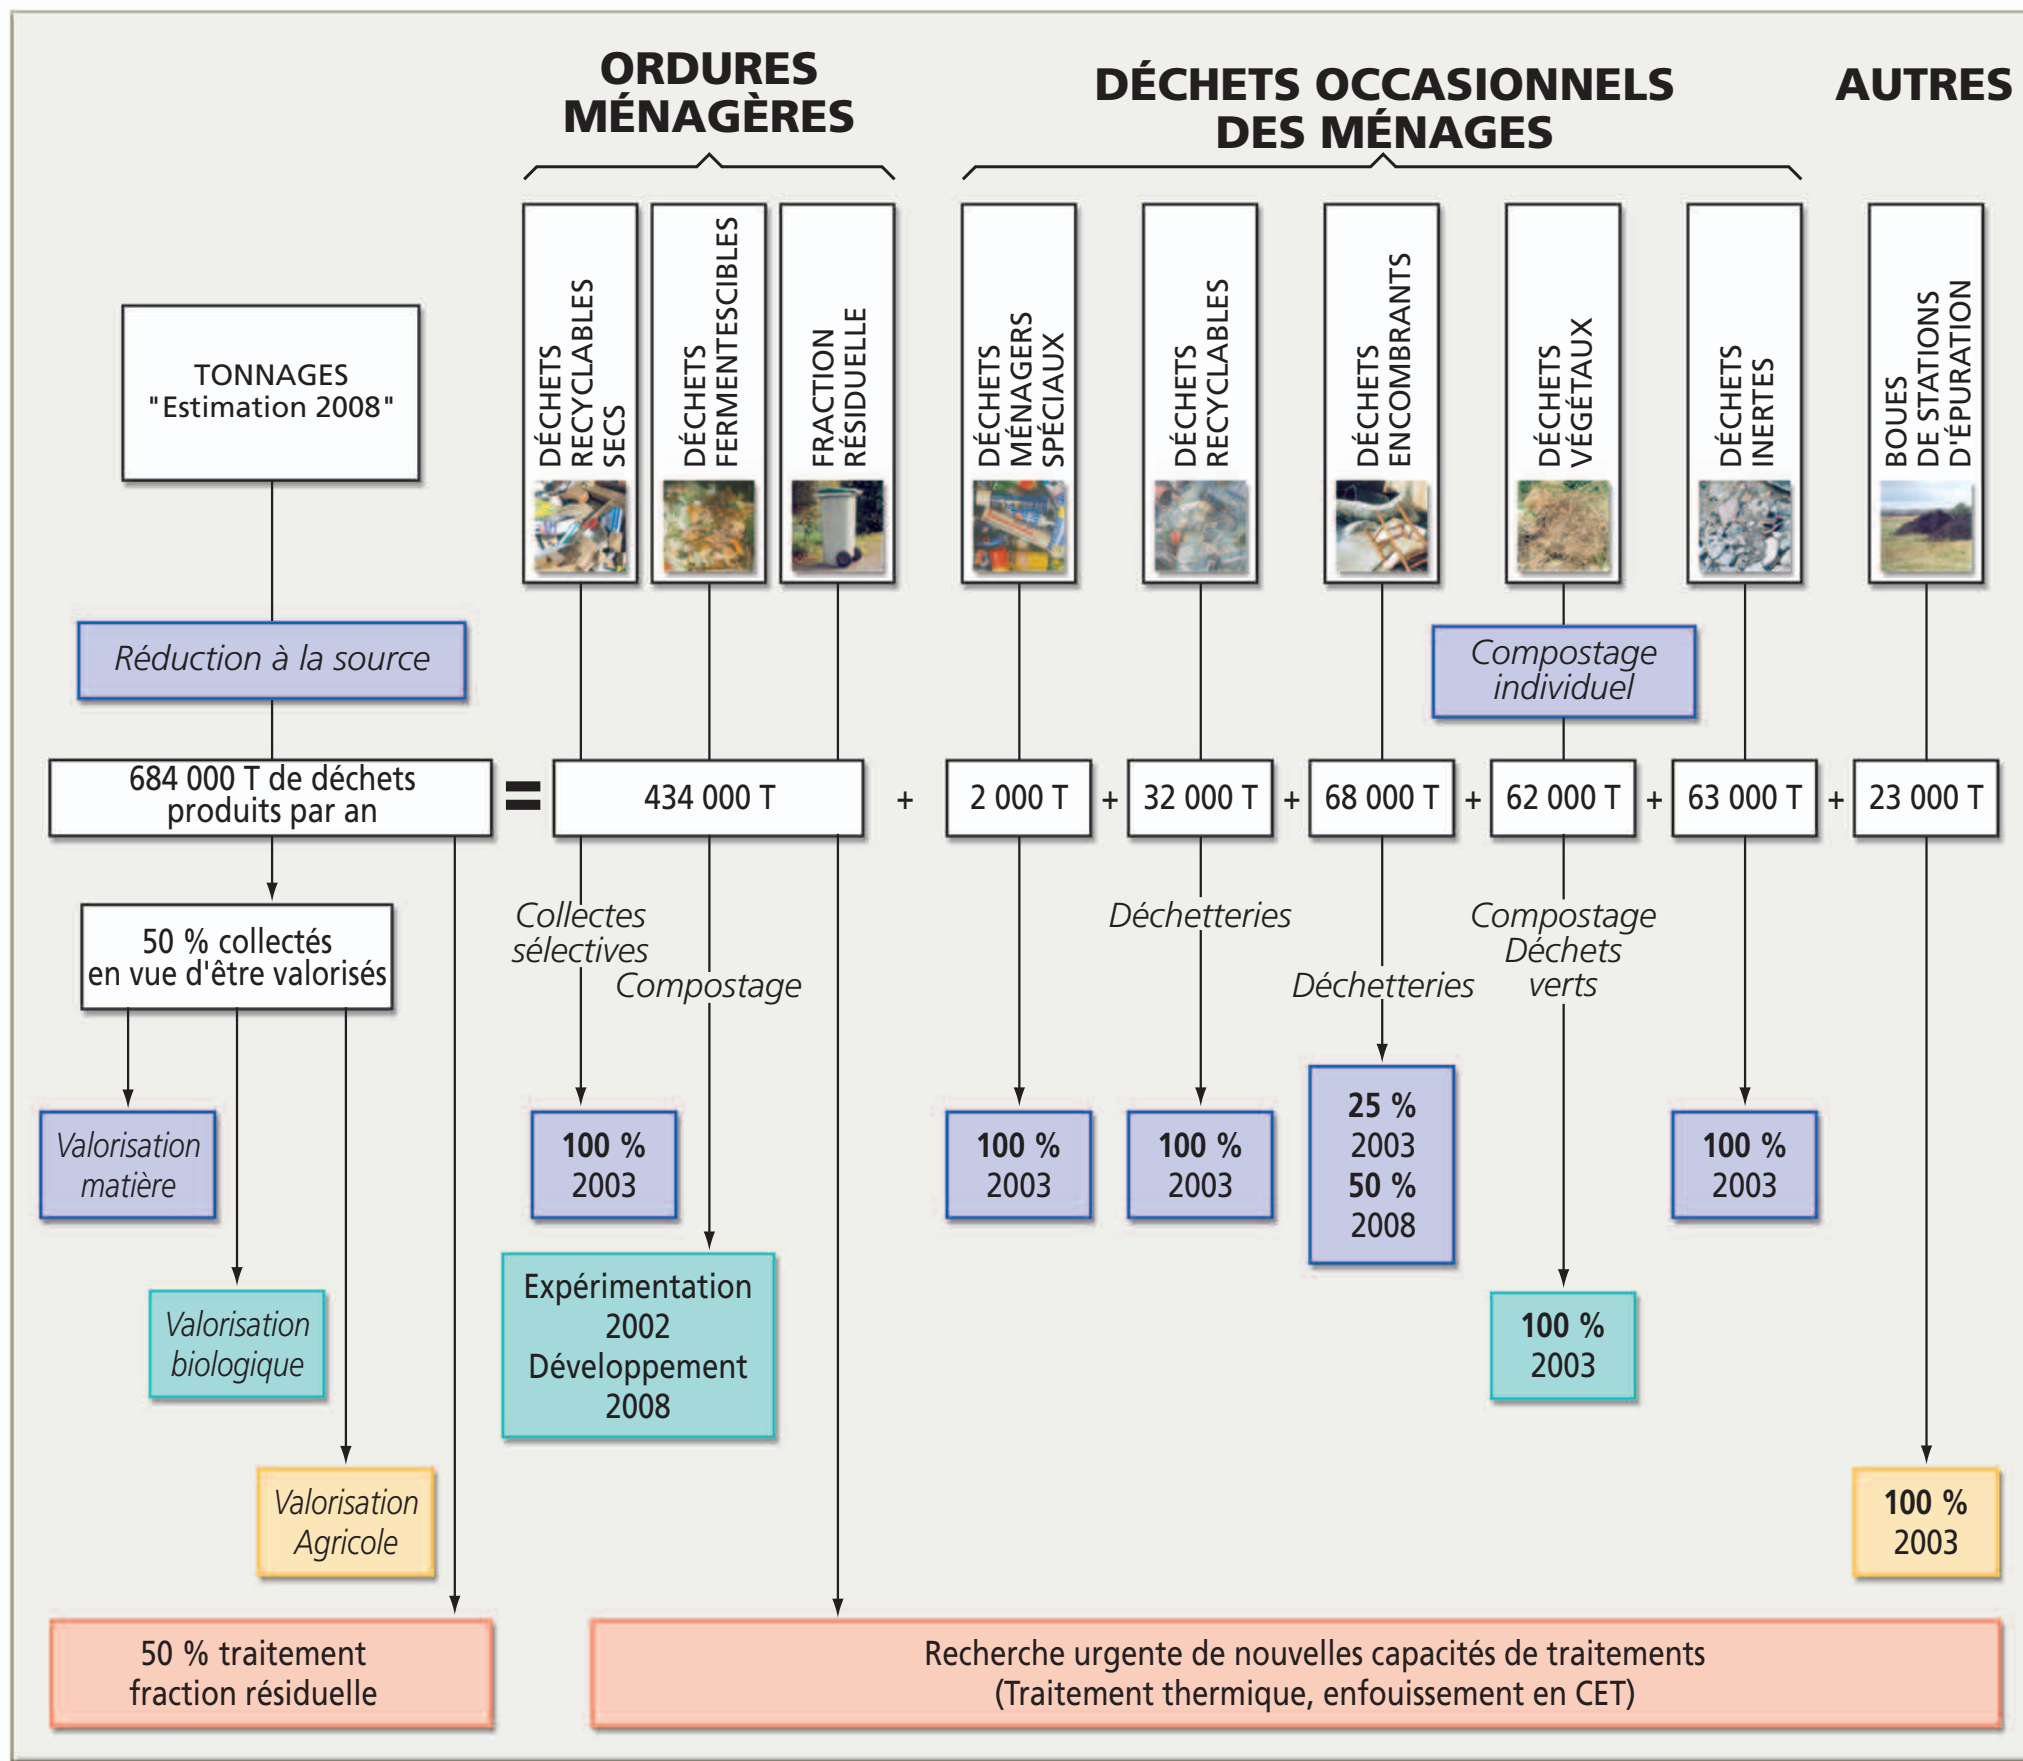 ORDURES
MÉNAGÈRES
DÉCHETS OCCASIONNELS
DES MÉNAGES
AUTRES
TONNAGES
"Estimation 2008"
DÉCHETS
RECYCLABLES
SECS
DÉCHETS
FERMENTESCIBLES
FRACTION
RÉSIDUELLE
DÉCHETS
MÉNAGERS
SPÉCIAUX
DÉCHETS
RECYCLABLES
DÉCHETS
ENCOMBRANTS
DÉCHETS
VÉGÉTAUX
DÉCHETS
INERTES
BOUES
DE STATIONS
D'ÉPURATION
Réduction à la source
Compostage
individuel
684 000 T de déchets
produits par an
=
434 000 T
+
2 000 T
+
32 000 T
+
68 000 T
+
62 000 T
+
63 000 T
+
23 000 T
50 % collectés
en vue d'être valorisés
Collectes
sélectives
Compostage
Déchetteries
Déchetteries
Compostage
Déchets
verts
Valorisation
matière
100 %
2003
100 %
2003
100 %
2003
25 %
2003
50 %
2008
100 %
2003
Valorisation
biologique
Expérimentation
2002
Développement
2008
100 %
2003
Valorisation
Agricole
100 %
2003
50 % traitement
fraction résiduelle
Recherche urgente de nouvelles capacités de traitements
(Traitement thermique, enfouissement en CET)